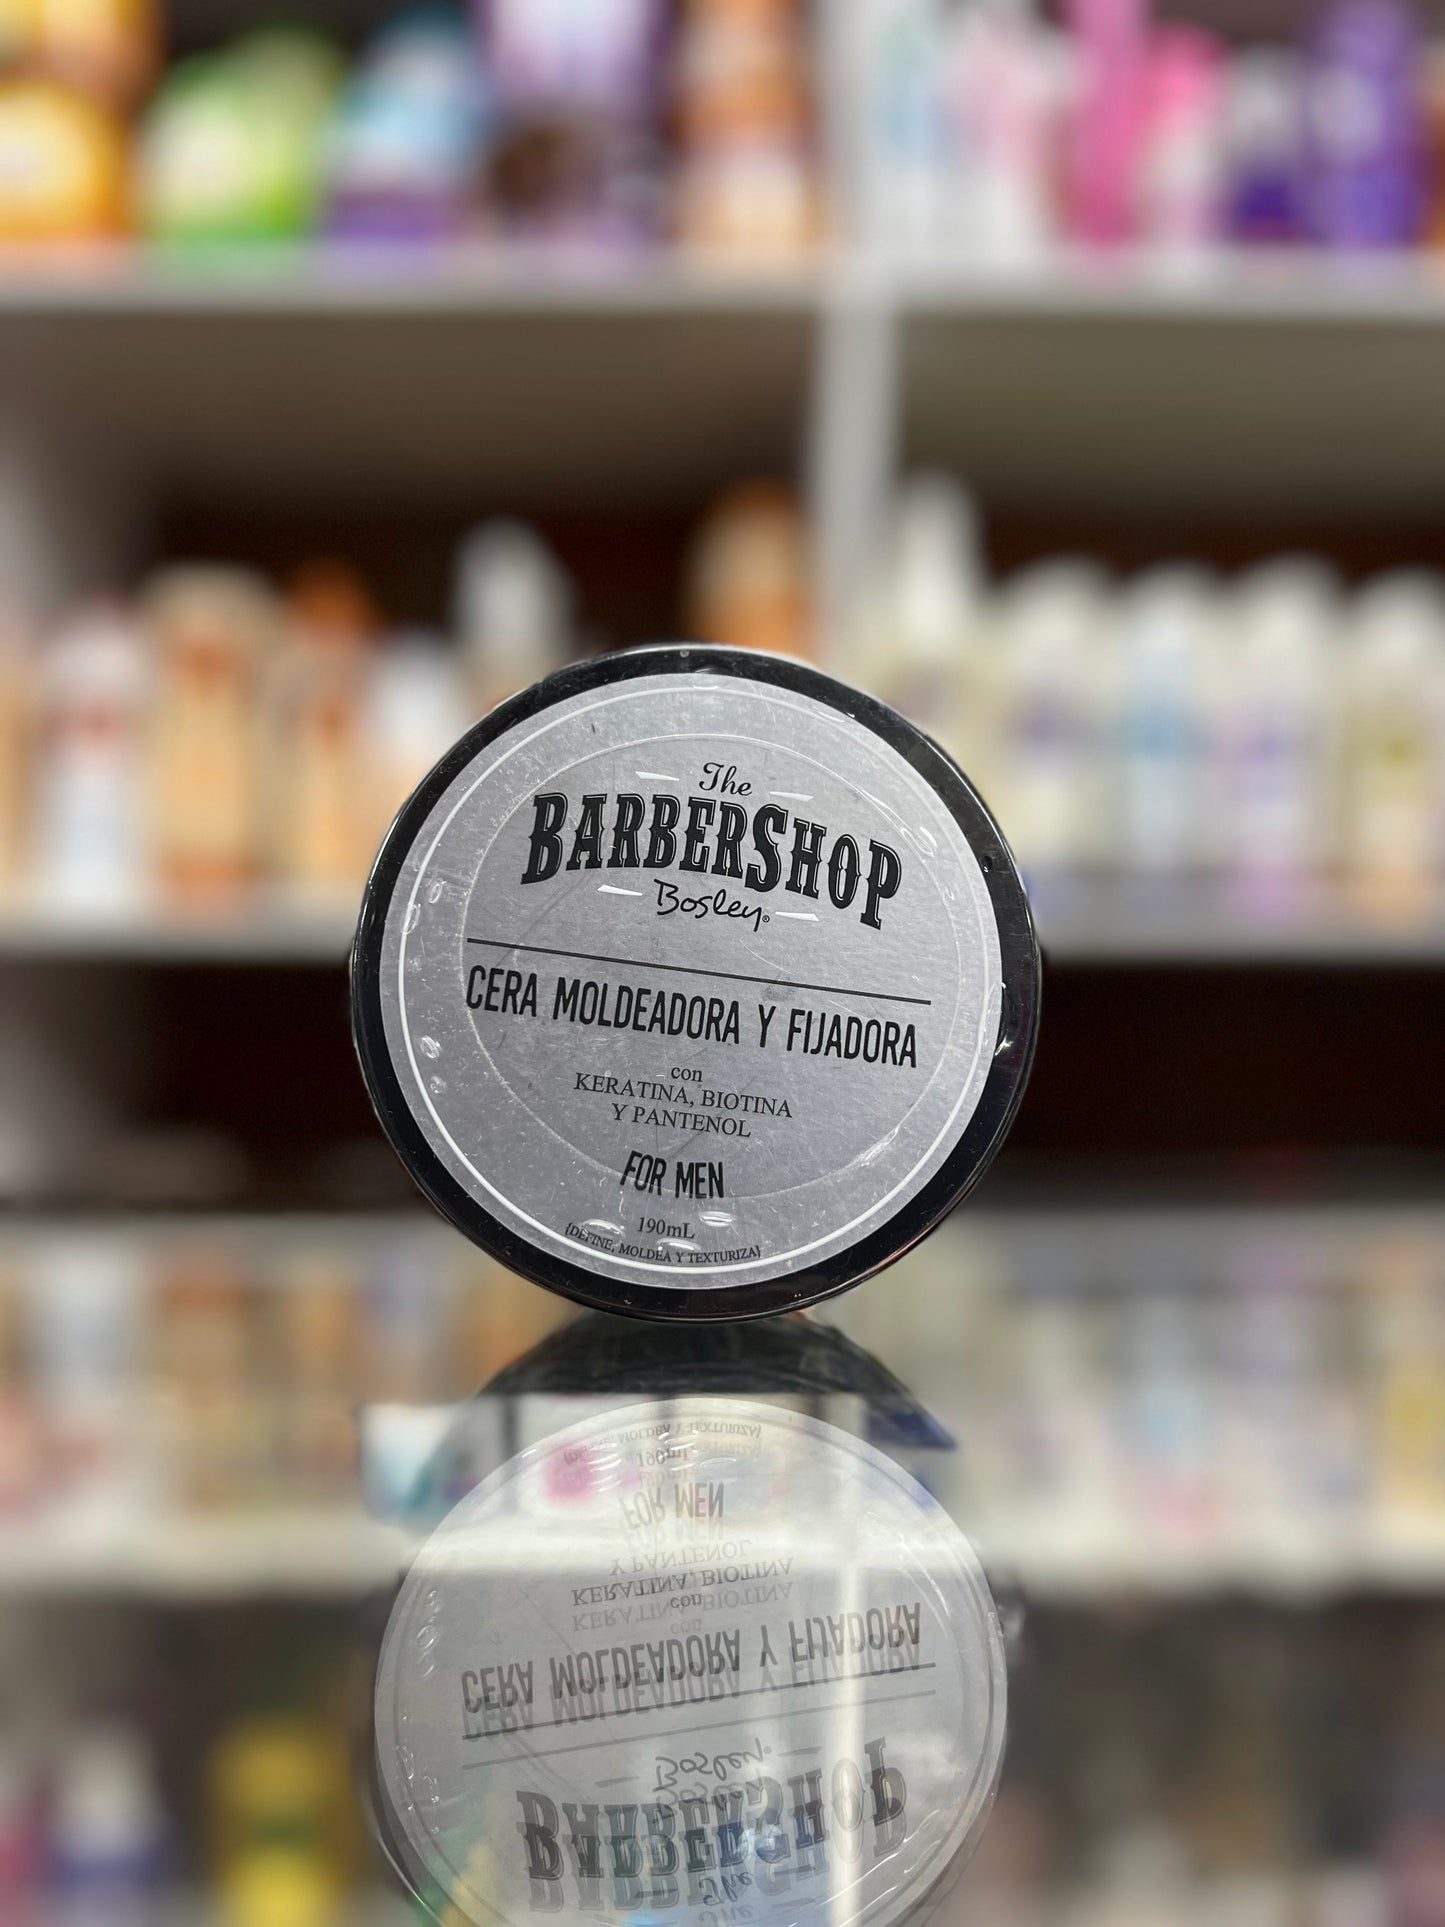 The
BARBERSHOP
Bosley®
CERA MOLDEADORA Y FIJADORA
con
KERATINA, BIOTINA
Y PANTENOL
FOR MEN
190mL
{DEFINE, MOLDEA Y TEXTURIZA}